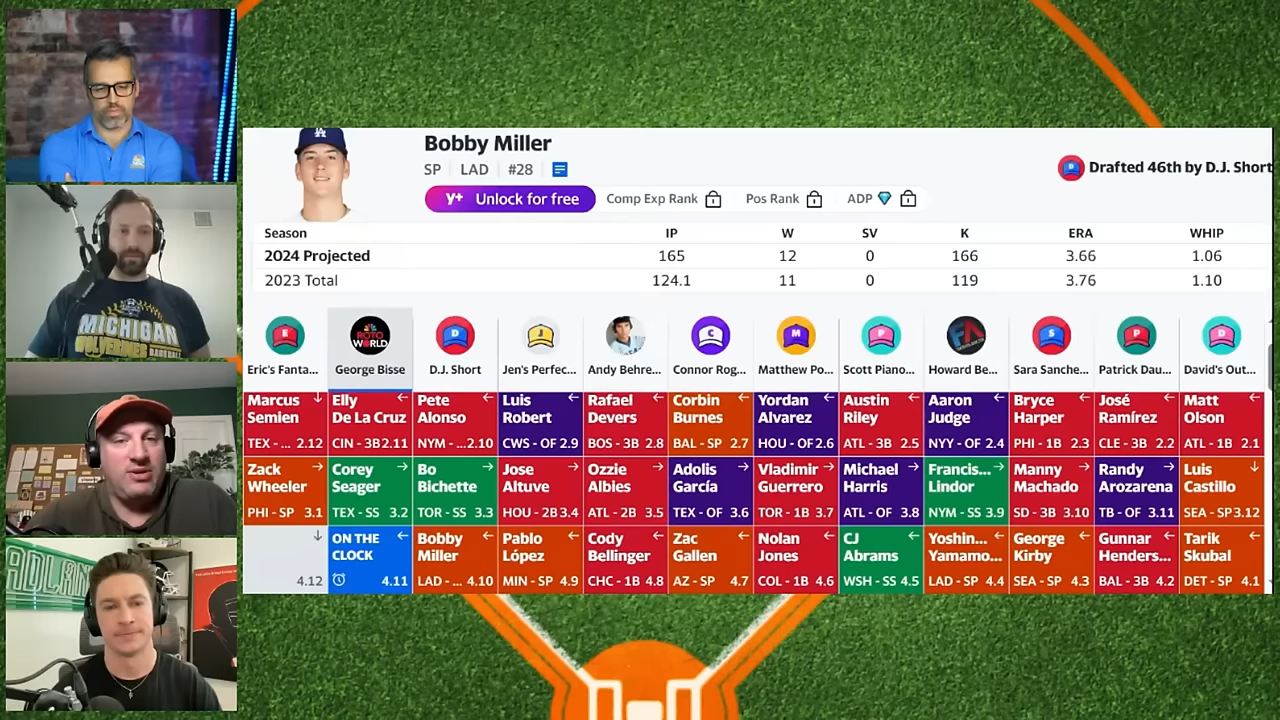 Bobby Miller
SP LAD #28
Drafted 46th by D.J. Short
y+ Unlock for free Comp Exp Rank Pos Rank ADP
Season IP W SV K ERA WHIP
2024 Projected 165 12 0 166 3.66 1.06
2023 Total 124.1 11 0 119 3.76 1.10
E ROTO WORLD D J C M P FA S P D
Eric's Fanta... George Bisse D.J. Short Jen's Perfec... Andy Behre... Connor Rog... Matthew Po... Scott Piano... Howard Be... Sara Sanche... Patrick Dau... David's Out...
Marcus Elly Pete Luis Rafael Corbin Yordan Austin Aaron Bryce José Matt
Semien De La Cruz Alonso Robert Devers Burnes Alvarez Riley Judge Harper Ramírez Olson
TEX - ... 2.12 CIN - 3B 2.11 NYM - ... 2.10 CWS - OF 2.9 BOS - 3B 2.8 BAL - SP 2.7 HOU - OF 2.6 ATL - 3B 2.5 NYY - OF 2.4 PHI - 1B 2.3 CLE - 3B 2.2 ATL - 1B 2.1
Zack Corey Bo Jose Ozzie Adolis Vladimir Michael Francis... Manny Randy Luis
Wheeler Seager Bichette Altuve Albies García Guerrero Harris Lindor Machado Arozarena Castillo
PHI - SP 3.1 TEX - SS 3.2 TOR - SS 3.3 HOU - 2B 3.4 ATL - 2B 3.5 TEX - OF 3.6 TOR - 1B 3.7 ATL - OF 3.8 NYM - SS 3.9 SD - 3B 3.10 TB - OF 3.11 SEA - SP 3.12
ON THE Bobby Pablo Cody Zac Nolan CJ Yoshin... George Gunnar Tarik
CLOCK Miller López Bellinger Gallen Jones Abrams Yamamo... Kirby Henders... Skubal
4.12 4.11 LAD - ... 4.10 MIN - SP 4.9 CHC - 1B 4.8 AZ - SP 4.7 COL - 1B 4.6 WSH - SS 4.5 LAD - SP 4.4 SEA - SP 4.3 BAL - 3B 4.2 DET - SP 4.1
MICHIGAN
WOLVERINES
BASEBALL